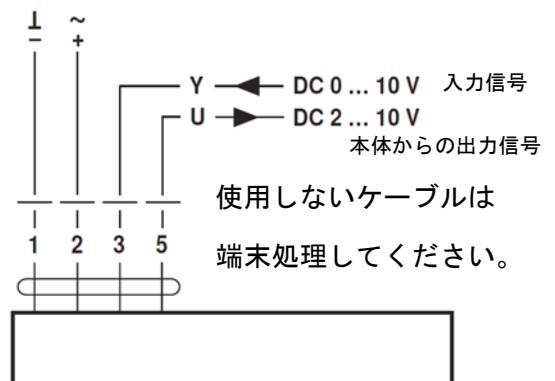 ⊥ ~
− +
Y DC 0 ... 10 V 入力信号
U DC 2 ... 10 V
本体からの出力信号
使用しないケーブルは
1 2 3 5
端末処理してください。